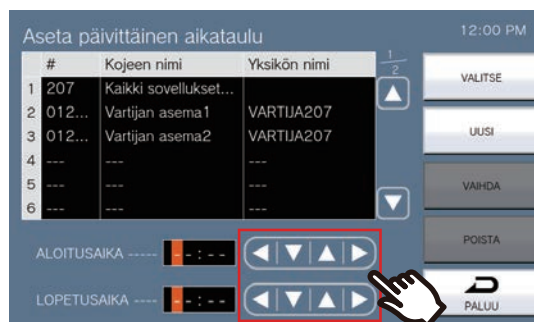 Aseta päivittäinen aikataulu 12:00 PM
# Kojeen nimi Yksikön nimi 1/2
1 207 Kaikki sovellukset...
2 012... Vartijan asema1 VARTIJA207
3 012... Vartijan asema2 VARTIJA207
4 --- --- ---
5 --- --- ---
6 --- --- ---
ALOITUSAIKA ----- --:--
LOPETUSAIKA ---- --:--
VALITSE
UUSI
VAIHDA
POISTA
PALUU